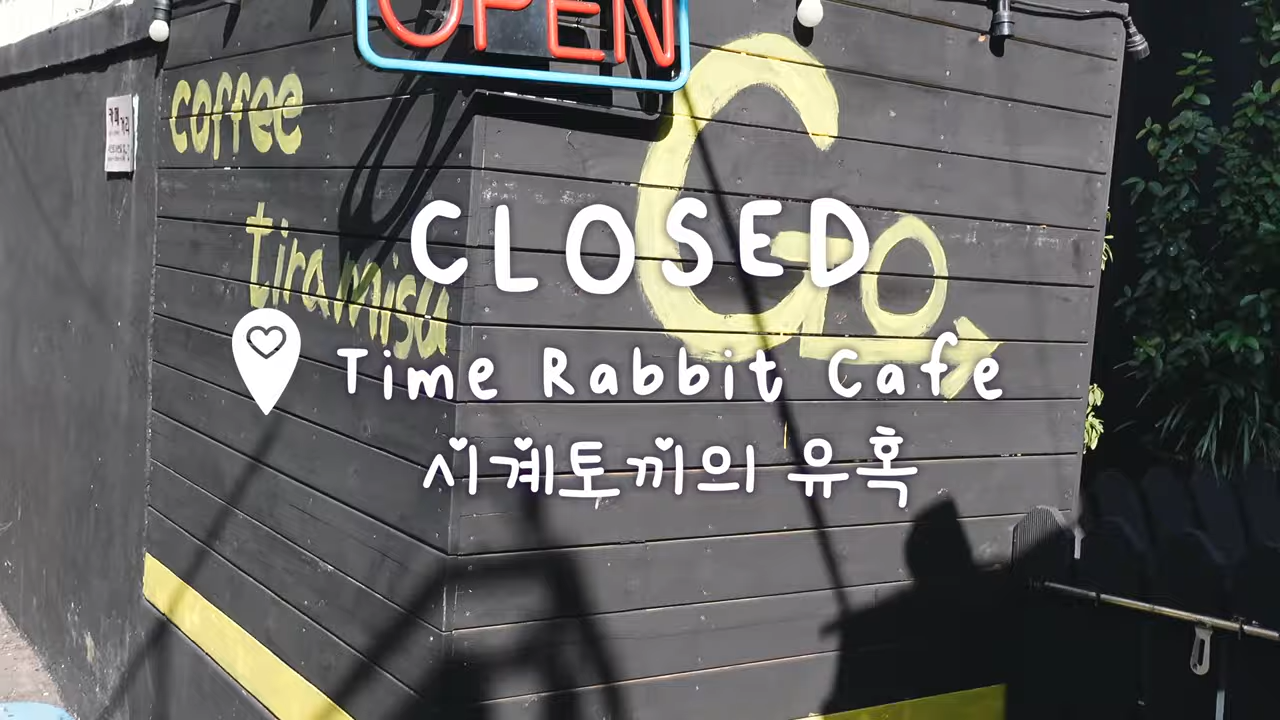 OPEN
coffee
Go
tiramisu
CLOSED
Time Rabbit Cafe
시계토끼의 유혹